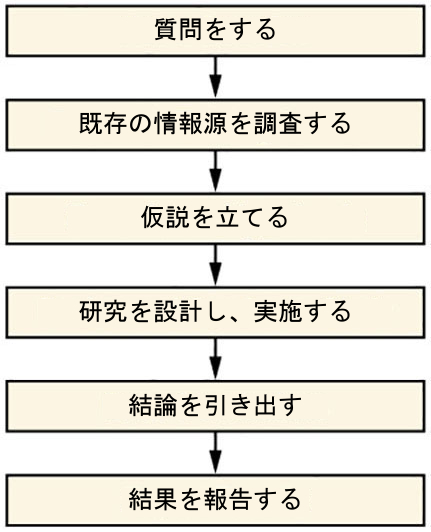 質問をする
既存の情報源を調査する
仮説を立てる
研究を設計し、実施する
結論を引き出す
結果を報告する